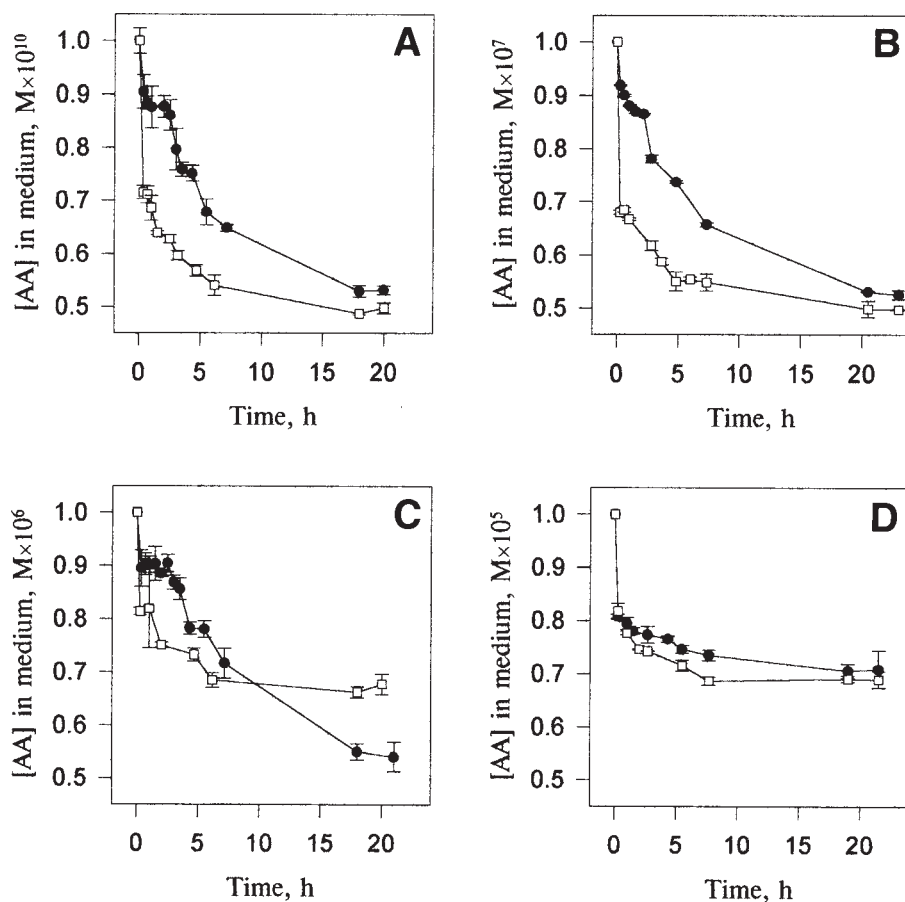 A
[AA] in medium, M×10¹⁰
1.0
0.9
0.8
0.7
0.6
0.5
0 5 10 15 20
Time, h
B
[AA] in medium, M×10⁷
1.0
0.9
0.8
0.7
0.6
0.5
0 5 10 15 20
Time, h
C
[AA] in medium, M×10⁶
1.0
0.9
0.8
0.7
0.6
0.5
0 5 10 15 20
Time, h
D
[AA] in medium, M×10⁵
1.0
0.9
0.8
0.7
0.6
0.5
0 5 10 15 20
Time, h